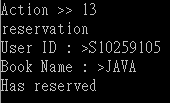 Action >> 13
reservation
User ID : >S10259105
Book Name : >JAVA
Has reserved